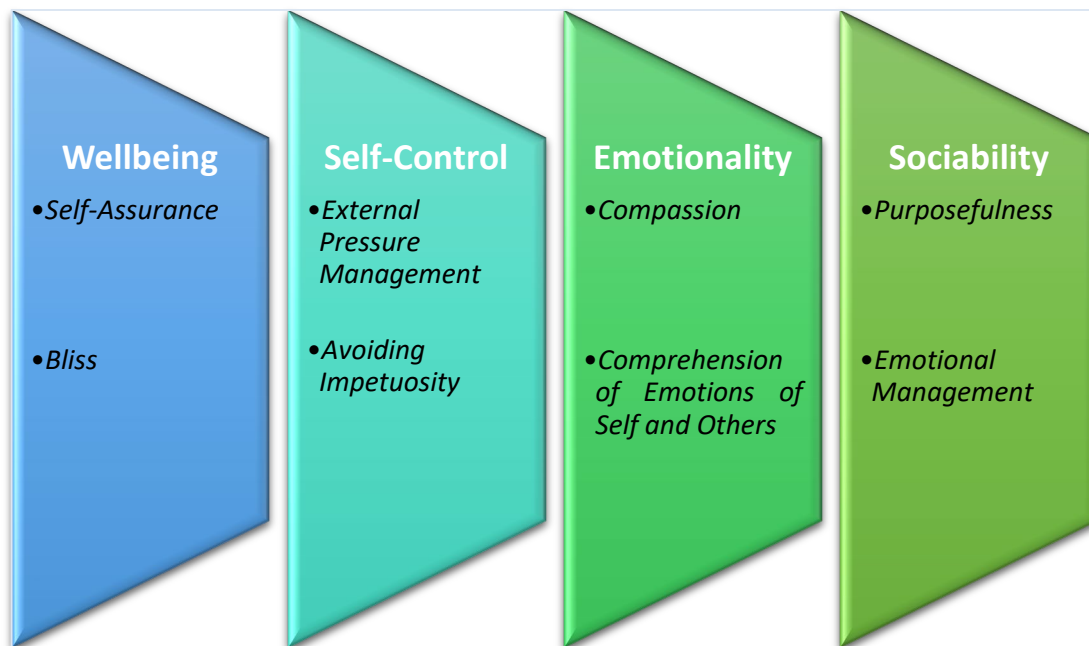 Wellbeing
•Self-Assurance
•Bliss
Self-Control
•External
Pressure
Management
•Avoiding
Impetuosity
Emotionality
•Compassion
•Comprehension
of Emotions of
Self and Others
Sociability
•Purposefulness
•Emotional
Management